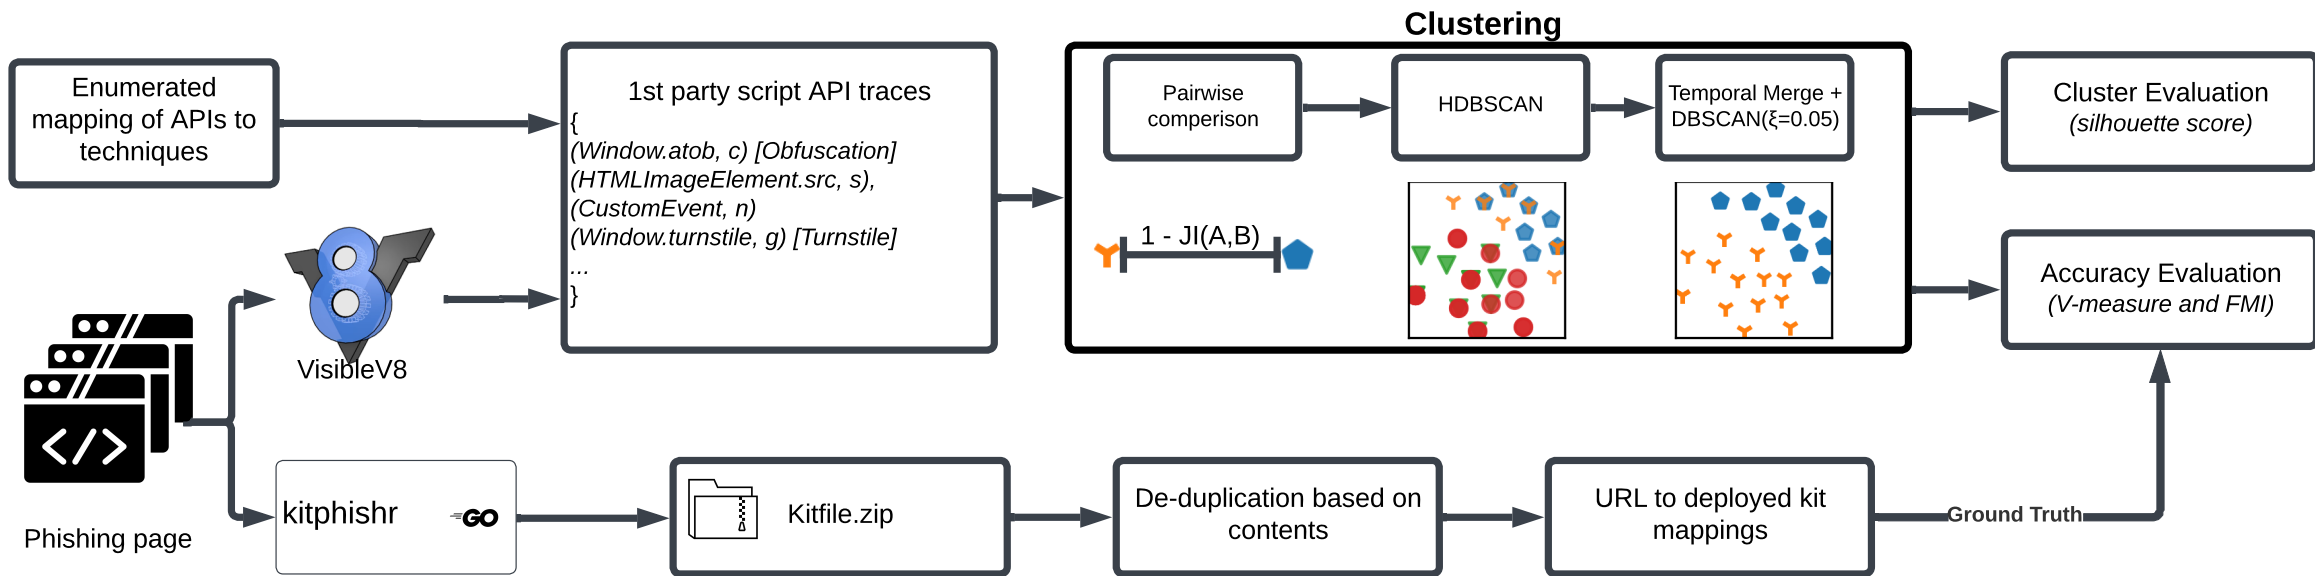 Clustering
Enumerated
mapping of APIs to
techniques
1st party script API traces
{
(Window.atob, c) [Obfuscation]
(HTMLImageElement.src, s),
(CustomEvent, n)
(Window.turnstile, g) [Turnstile]
...
}
Pairwise
comperison
HDBSCAN
Temporal Merge +
DBSCAN(ξ=0.05)
1 - JI(A,B)
Cluster Evaluation
(silhouette score)
Accuracy Evaluation
(V-measure and FMI)
8
VisibleV8
</>
Phishing page
kitphishr
GO
Kitfile.zip
De-duplication based on
contents
URL to deployed kit
mappings
Ground Truth